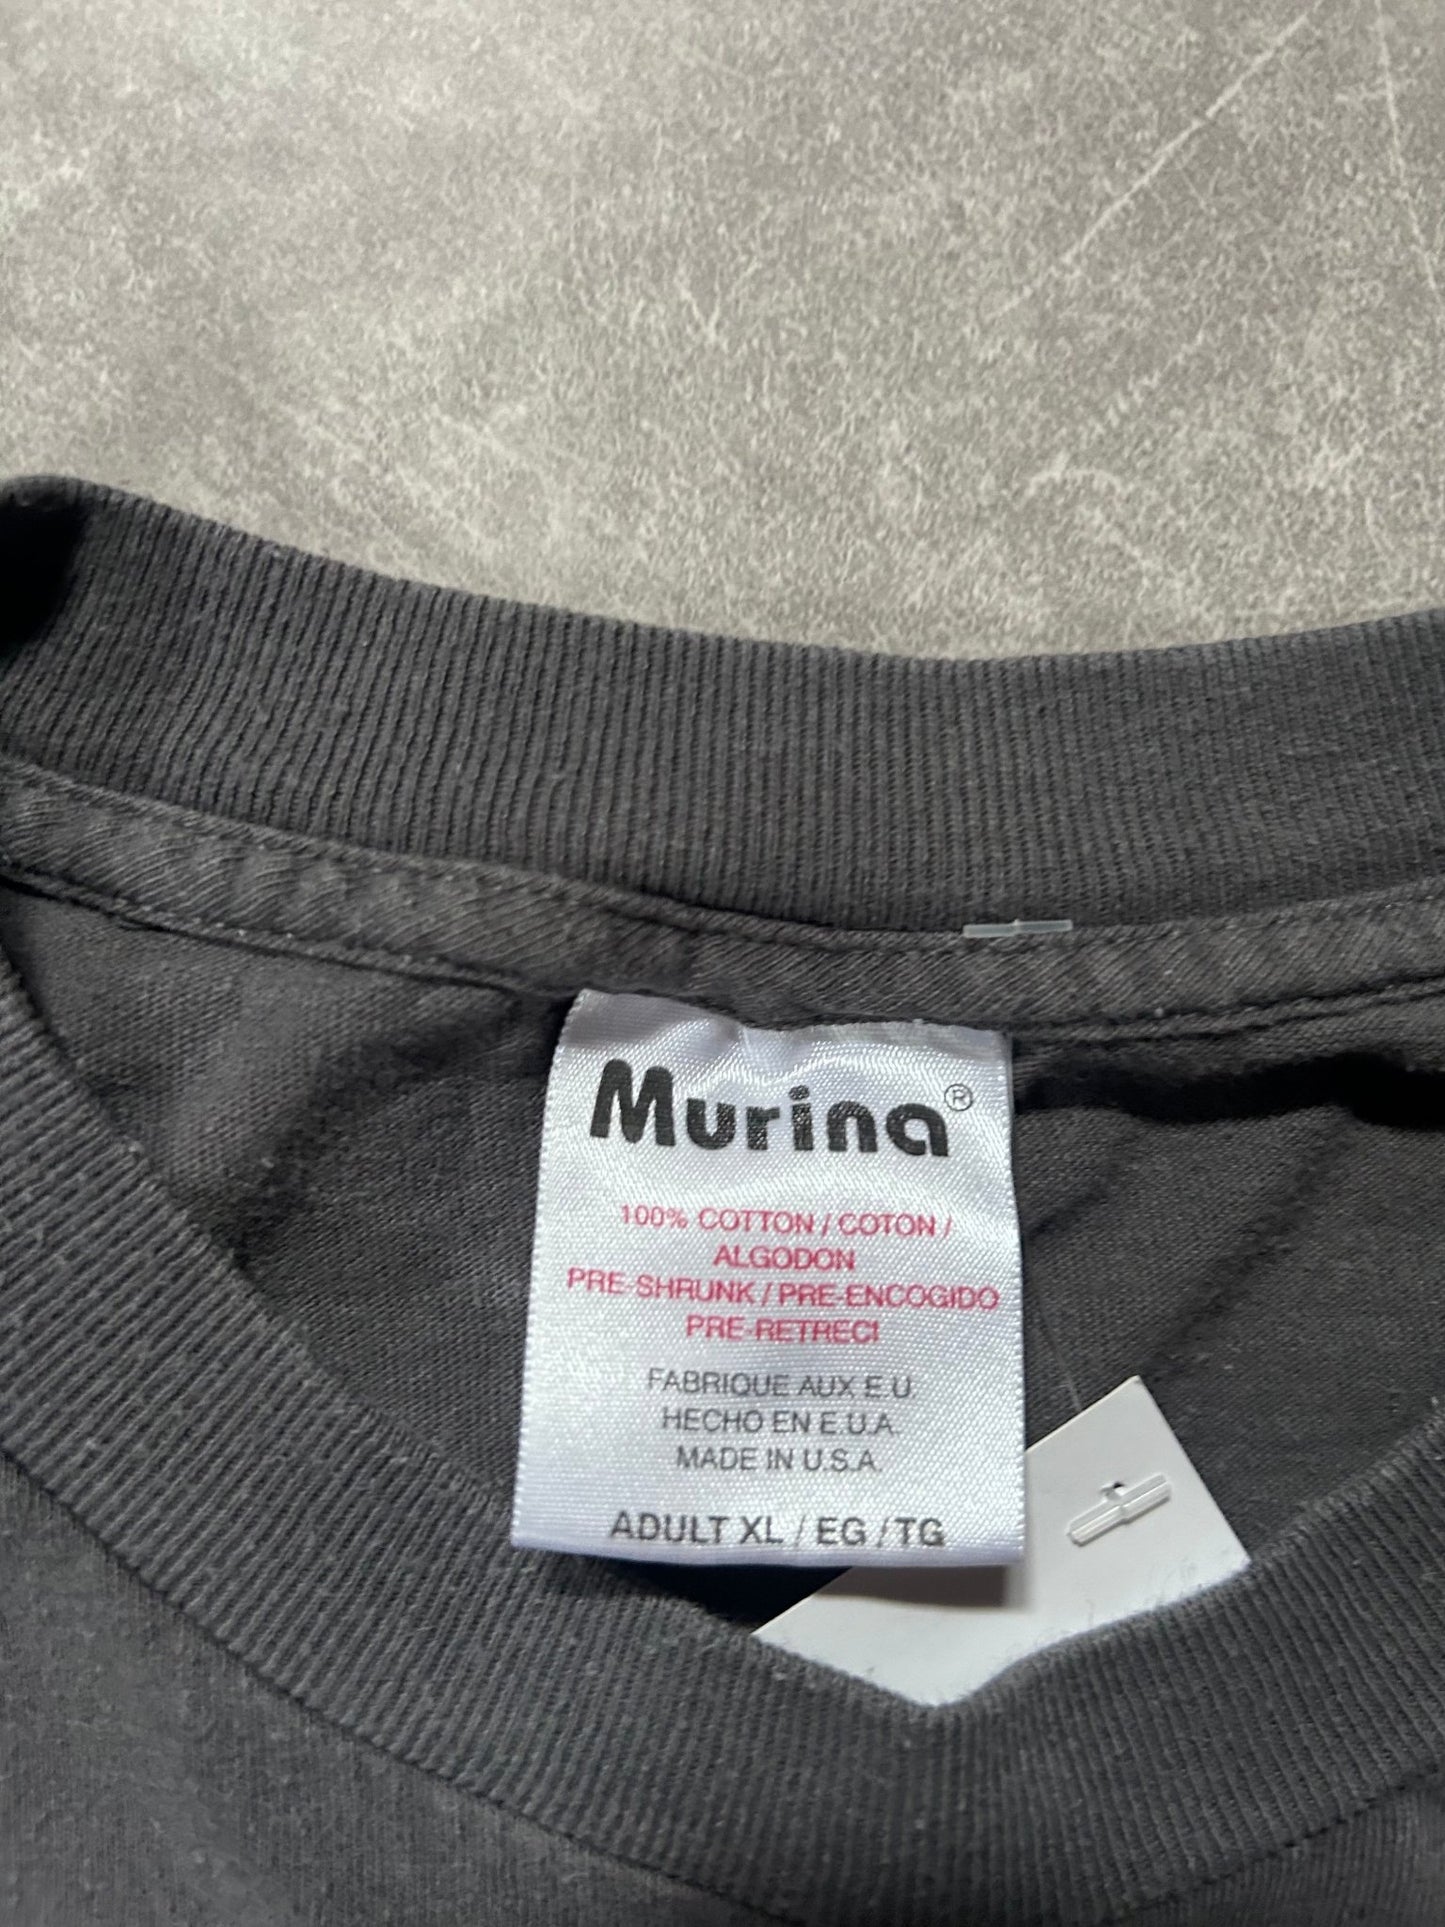 Murina®
100% COTTON / COTON /
ALGODON
PRE-SHRUNK / PRE-ENCOGIDO
PRE-RETRECI
FABRIQUE AUX E.U.
HECHO EN E.U.A.
MADE IN U.S.A.
ADULT XL / EG / TG